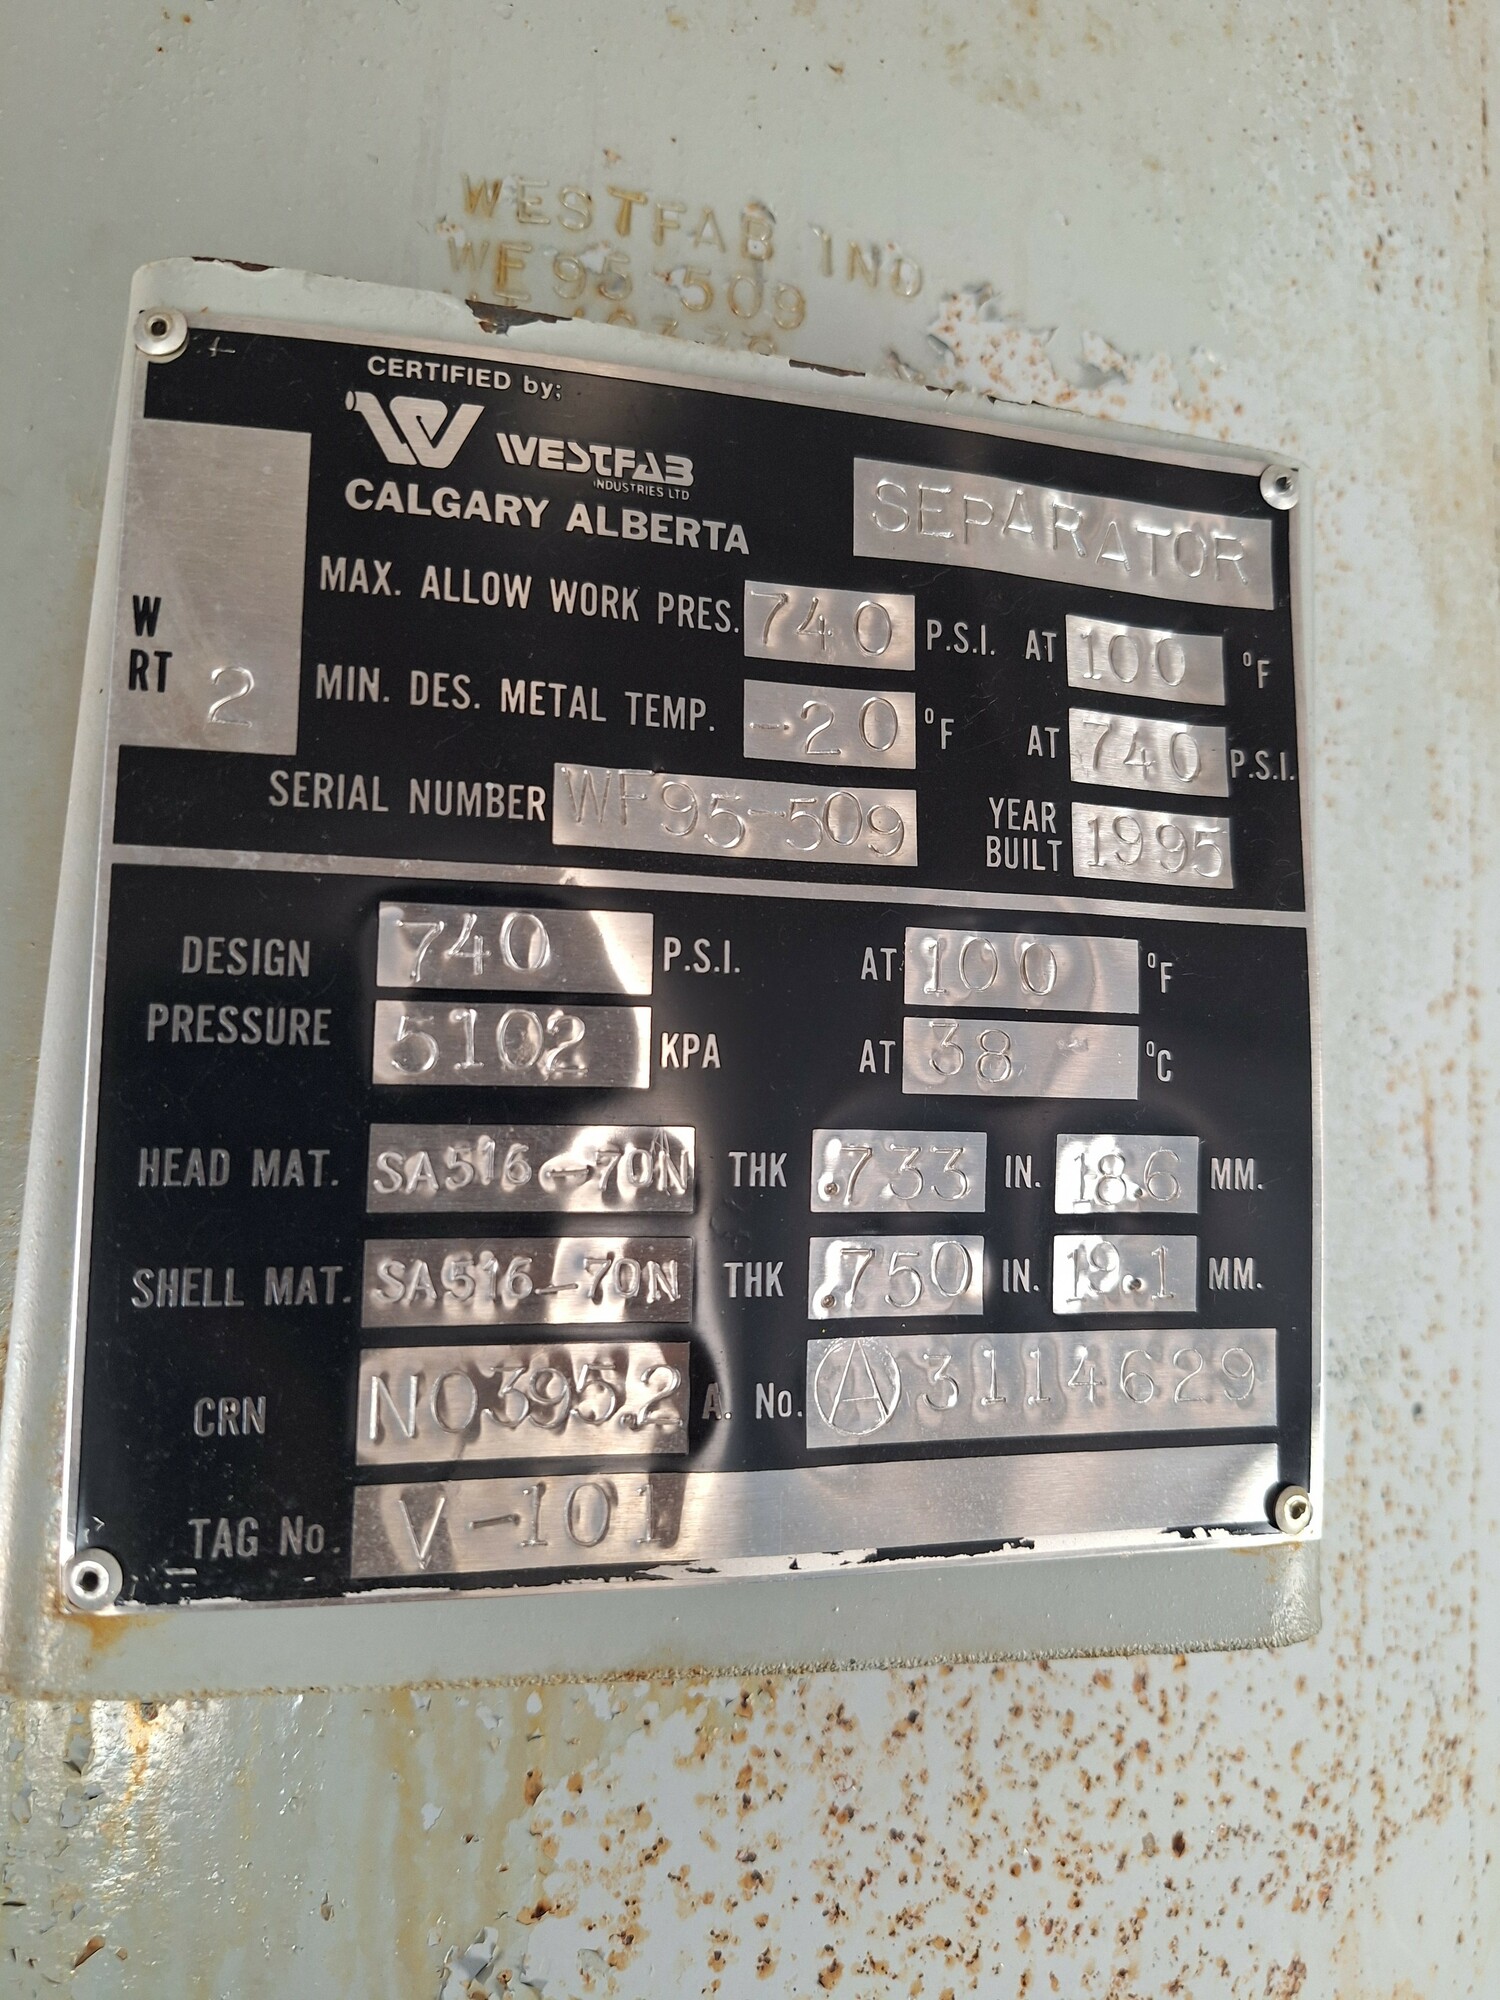 WESTFAB IND
WE95 509
CERTIFIED by;
W WESTFAB
INDUSTRIES LTD
CALGARY ALBERTA
SEPARATOR
MAX. ALLOW WORK PRES. 740 P.S.I. AT 100 °F
W
RT 2
MIN. DES. METAL TEMP. -20 °F AT 740 P.S.I.
SERIAL NUMBER WF95-509 YEAR BUILT 1995
DESIGN PRESSURE 740 P.S.I. AT 100 °F
5102 KPA AT 38 °C
HEAD MAT. SA516-70N THK .733 IN. 18.6 MM.
SHELL MAT. SA516-70N THK .750 IN. 19.1 MM.
CRN NO395.2 A. No. Ⓐ3114629
TAG No. V-101